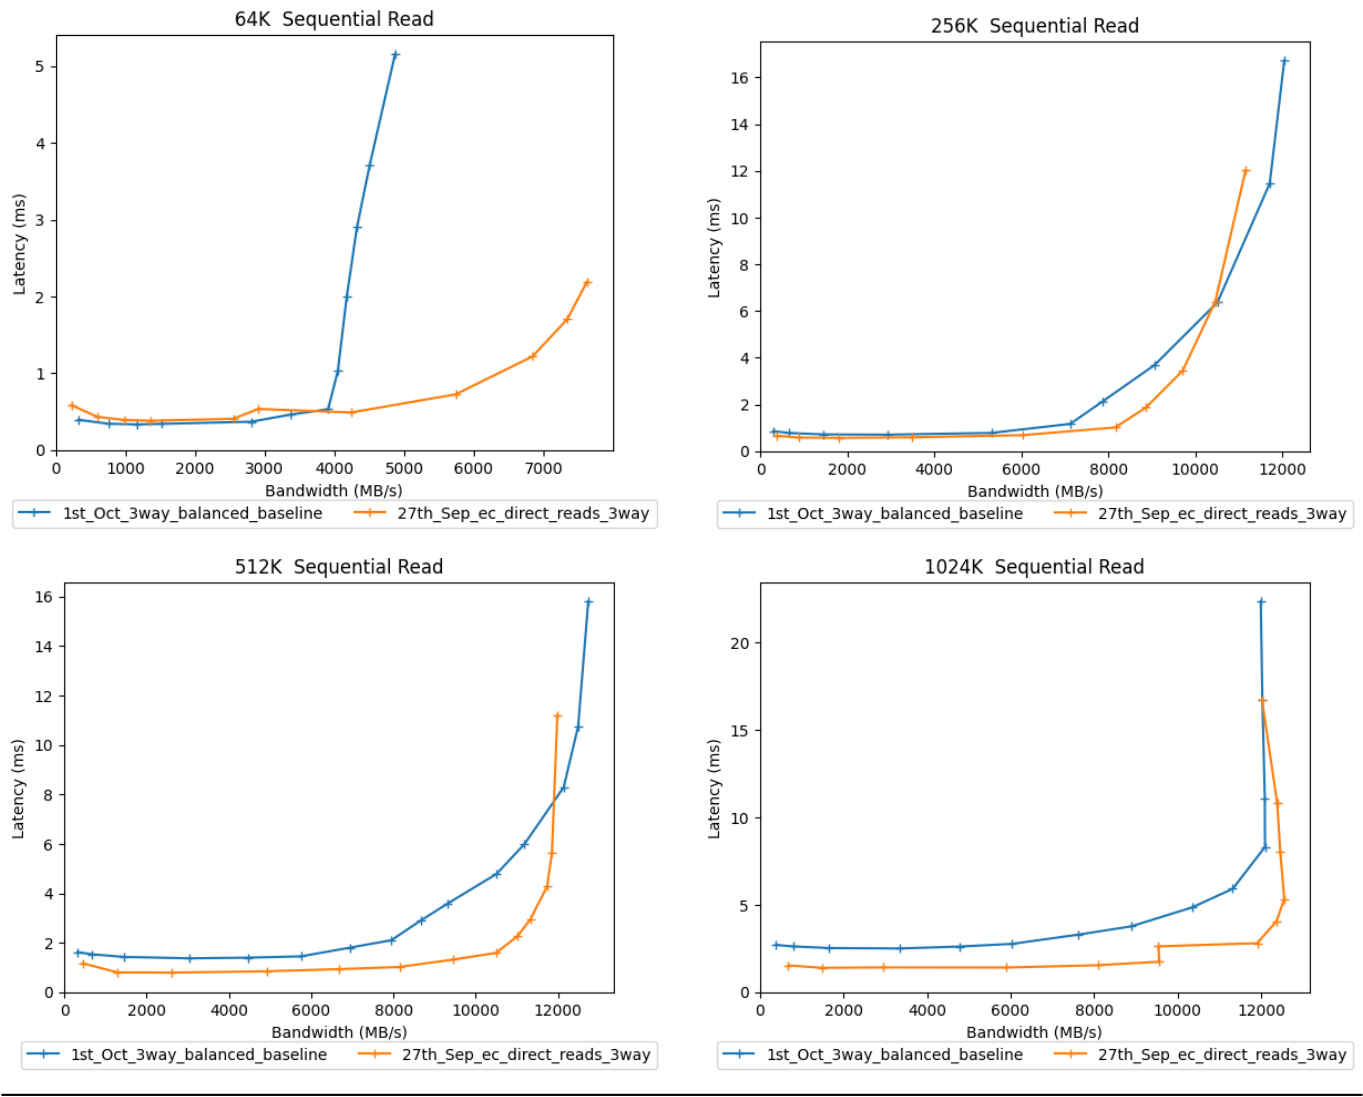 64K  Sequential Read
5
4
3
2
1
0
Latency (ms)
0 1000 2000 3000 4000 5000 6000 7000
Bandwidth (MB/s)
1st_Oct_3way_balanced_baseline 27th_Sep_ec_direct_reads_3way
256K  Sequential Read
16
14
12
10
8
6
4
2
0
Latency (ms)
0 2000 4000 6000 8000 10000 12000
Bandwidth (MB/s)
1st_Oct_3way_balanced_baseline 27th_Sep_ec_direct_reads_3way
512K  Sequential Read
16
14
12
10
8
6
4
2
0
Latency (ms)
0 2000 4000 6000 8000 10000 12000
Bandwidth (MB/s)
1st_Oct_3way_balanced_baseline 27th_Sep_ec_direct_reads_3way
1024K  Sequential Read
20
15
10
5
0
Latency (ms)
0 2000 4000 6000 8000 10000 12000
Bandwidth (MB/s)
1st_Oct_3way_balanced_baseline 27th_Sep_ec_direct_reads_3way